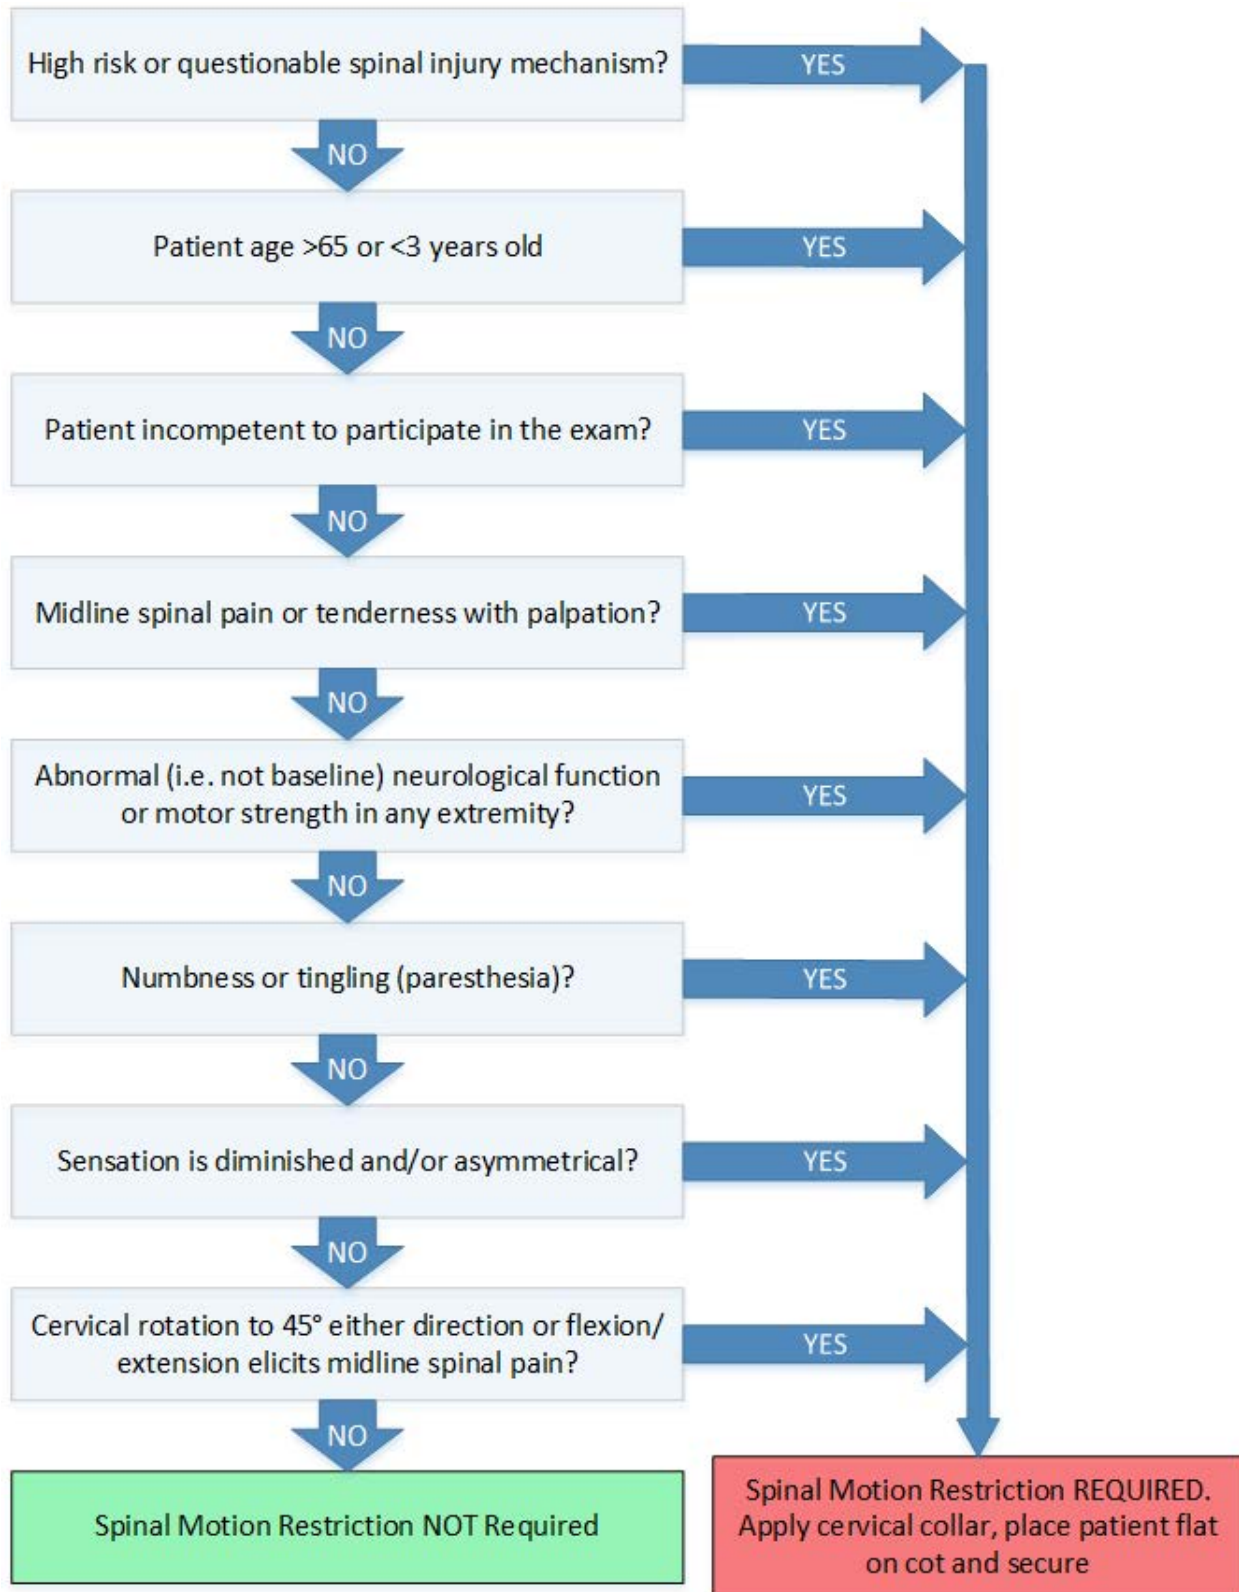 High risk or questionable spinal injury mechanism?
YES
NO
Patient age >65 or <3 years old
YES
NO
Patient incompetent to participate in the exam?
YES
NO
Midline spinal pain or tenderness with palpation?
YES
NO
Abnormal (i.e. not baseline) neurological function
or motor strength in any extremity?
YES
NO
Numbness or tingling (paresthesia)?
YES
NO
Sensation is diminished and/or asymmetrical?
YES
NO
Cervical rotation to 45° either direction or flexion/
extension elicits midline spinal pain?
YES
NO
Spinal Motion Restriction NOT Required
Spinal Motion Restriction REQUIRED.
Apply cervical collar, place patient flat
on cot and secure